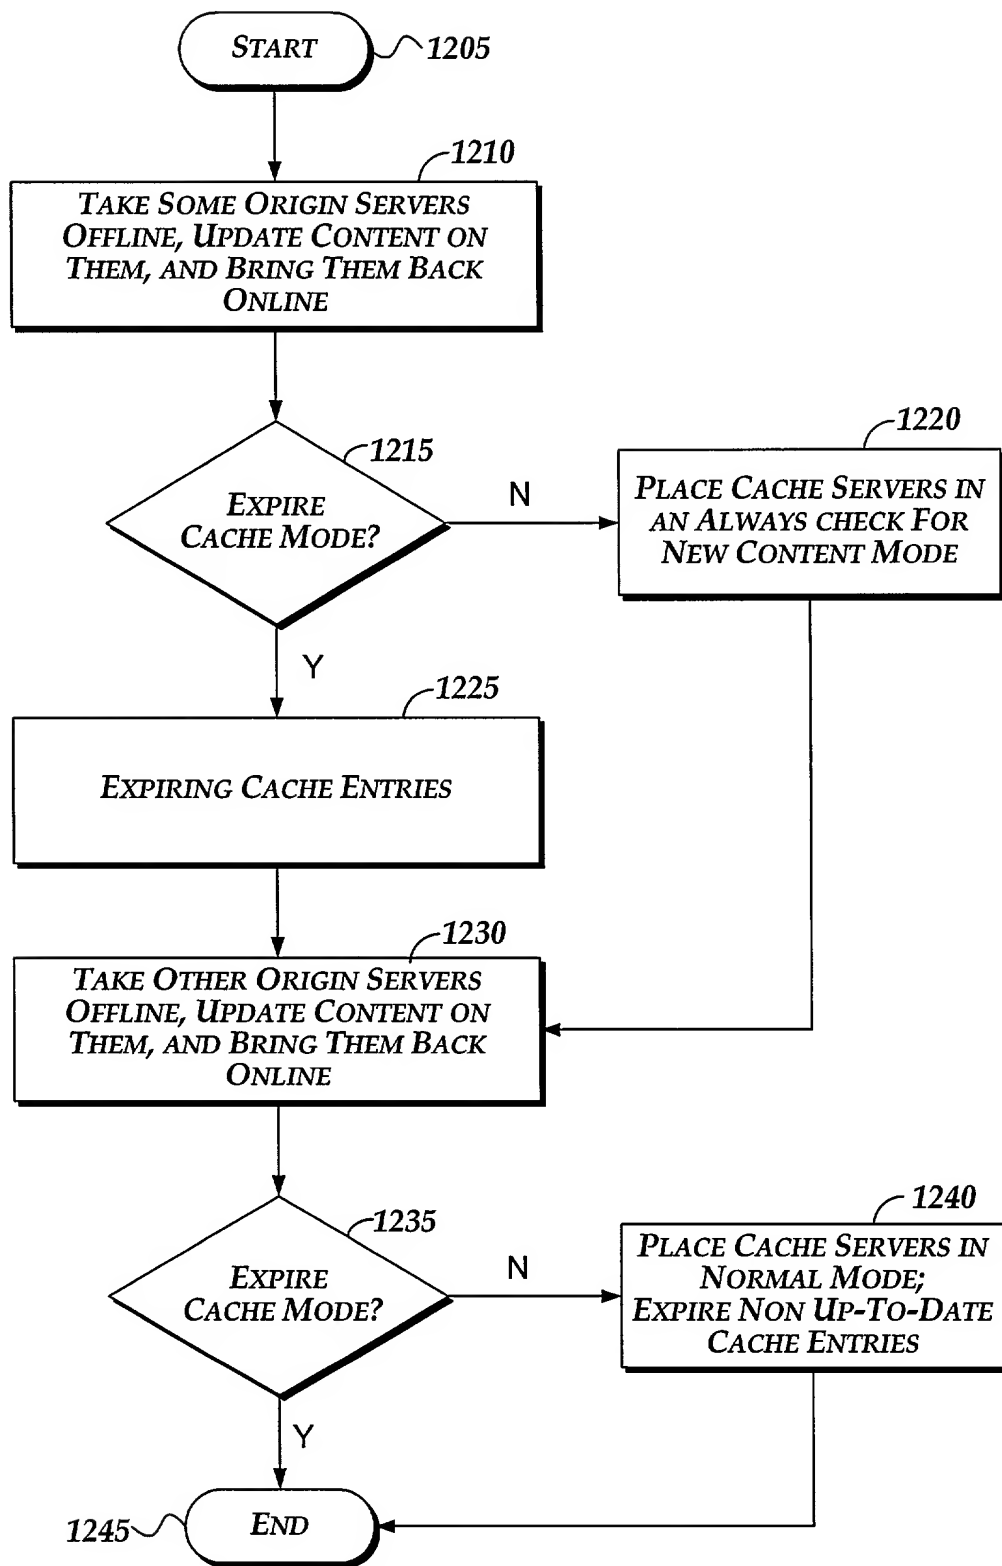 START
1205
1210
TAKE SOME ORIGIN SERVERS
OFFLINE, UPDATE CONTENT ON
THEM, AND BRING THEM BACK
ONLINE
1215
EXPIRE
CACHE MODE?
N
1220
PLACE CACHE SERVERS IN
AN ALWAYS CHECK FOR
NEW CONTENT MODE
Y
1225
EXPIRING CACHE ENTRIES
1230
TAKE OTHER ORIGIN SERVERS
OFFLINE, UPDATE CONTENT ON
THEM, AND BRING THEM BACK
ONLINE
1235
EXPIRE
CACHE MODE?
N
1240
PLACE CACHE SERVERS IN
NORMAL MODE;
EXPIRE NON UP-TO-DATE
CACHE ENTRIES
Y
1245
END